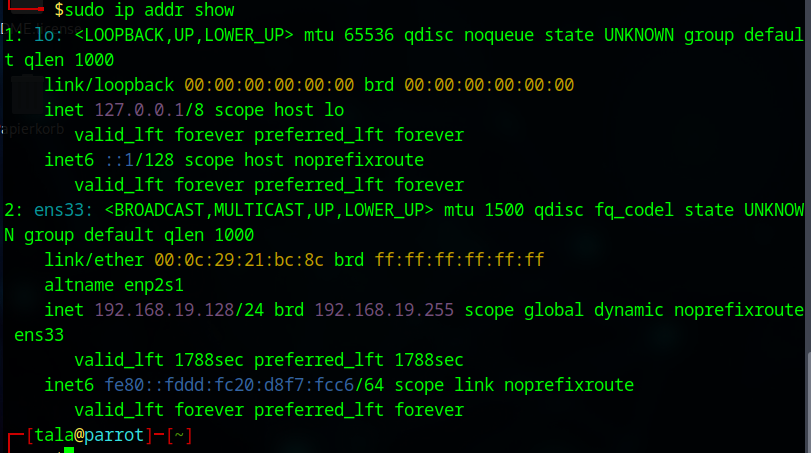 $sudo ip addr show
1: lo: <LOOPBACK,UP,LOWER_UP> mtu 65536 qdisc noqueue state UNKNOWN group defaul
t qlen 1000
link/loopback 00:00:00:00:00:00 brd 00:00:00:00:00:00
inet 127.0.0.1/8 scope host lo
apierkorb
valid_lft forever preferred_lft forever
inet6 ::1/128 scope host noprefixroute
valid_lft forever preferred_lft forever
2: ens33: <BROADCAST,MULTICAST,UP,LOWER_UP> mtu 1500 qdisc fq_codel state UNKNOW
N group default qlen 1000
link/ether 00:0c:29:21:bc:8c brd ff:ff:ff:ff:ff:ff
altname enp2s1
inet 192.168.19.128/24 brd 192.168.19.255 scope global dynamic noprefixroute
ens33
valid_lft 1788sec preferred_lft 1788sec
inet6 fe80::fddd:fc20:d8f7:fcc6/64 scope link noprefixroute
valid_lft forever preferred_lft forever
┌─[tala@parrot]─[~]